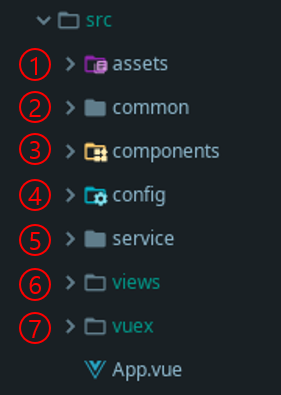 src
① assets
② common
③ components
④ config
⑤ service
⑥ views
⑦ vuex
App.vue